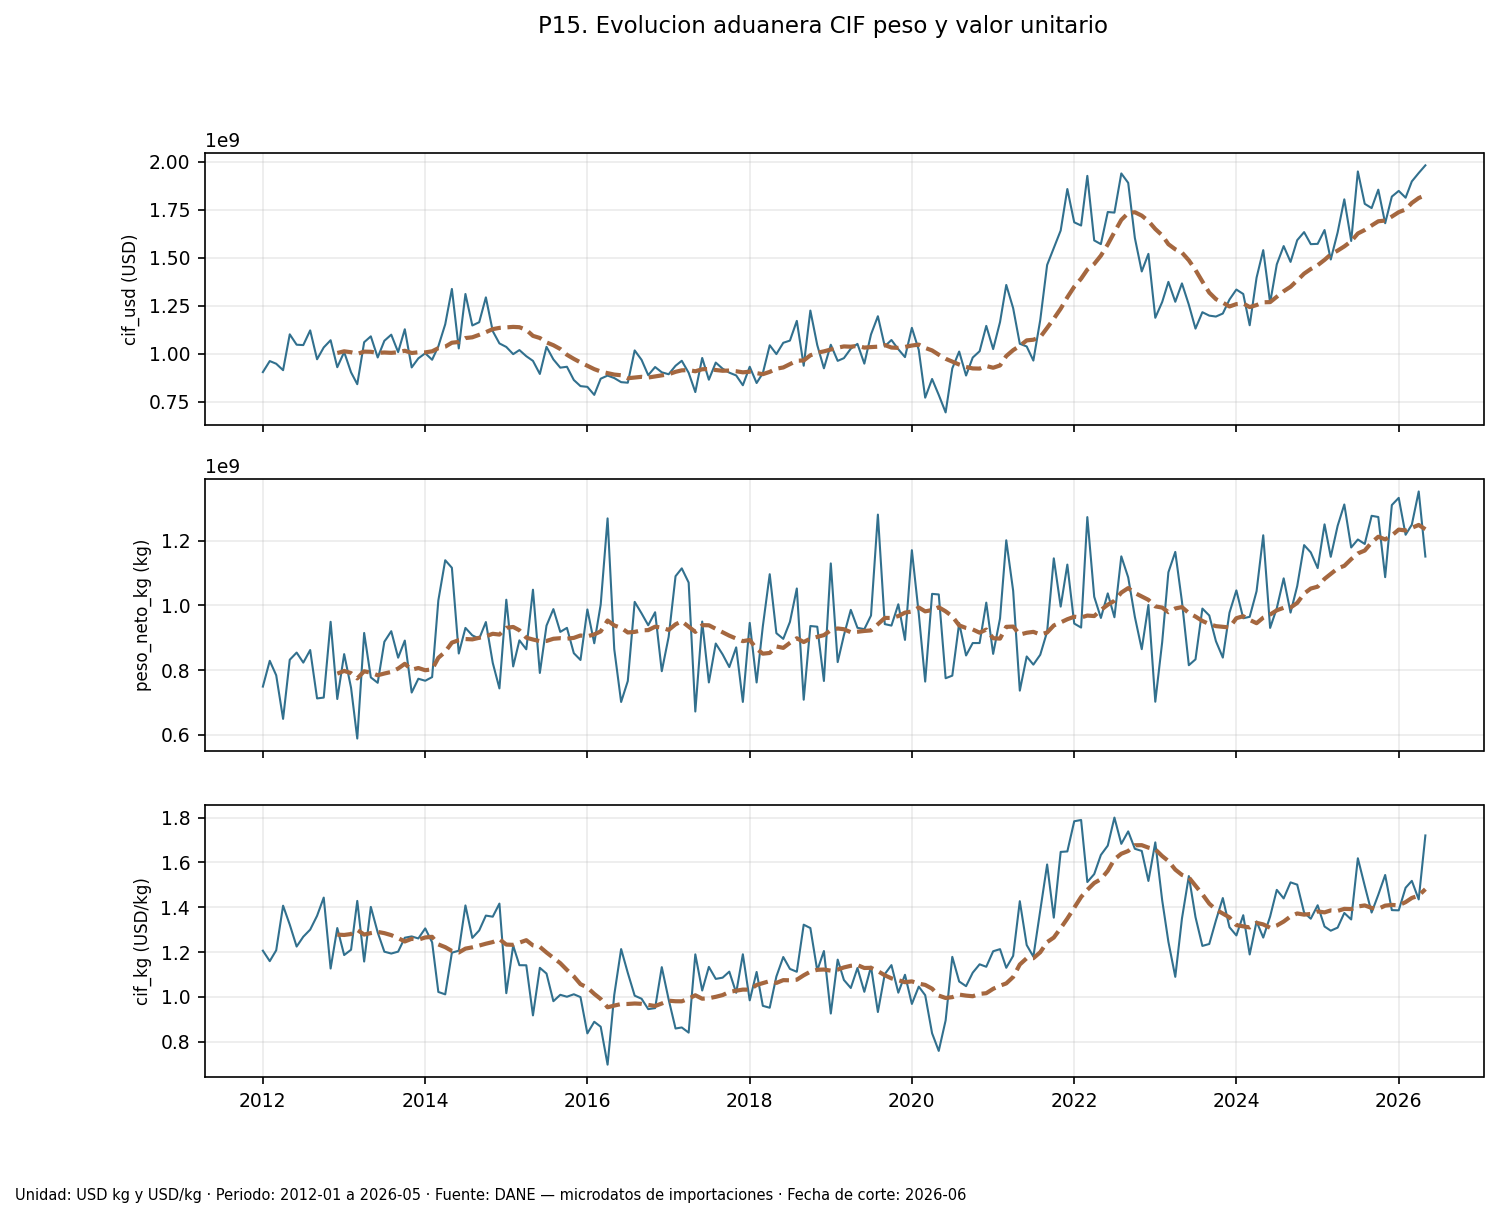 P15. Evolucion aduanera CIF peso y valor unitario
1e9
2.00
1.75
1.50
1.25
1.00
0.75
cif_usd (USD)
1e9
1.2
1.0
0.8
0.6
peso_neto_kg (kg)
1.8
1.6
1.4
1.2
1.0
0.8
cif_kg (USD/kg)
2012 2014 2016 2018 2020 2022 2024 2026
Unidad: USD kg y USD/kg · Periodo: 2012-01 a 2026-05 · Fuente: DANE — microdatos de importaciones · Fecha de corte: 2026-06